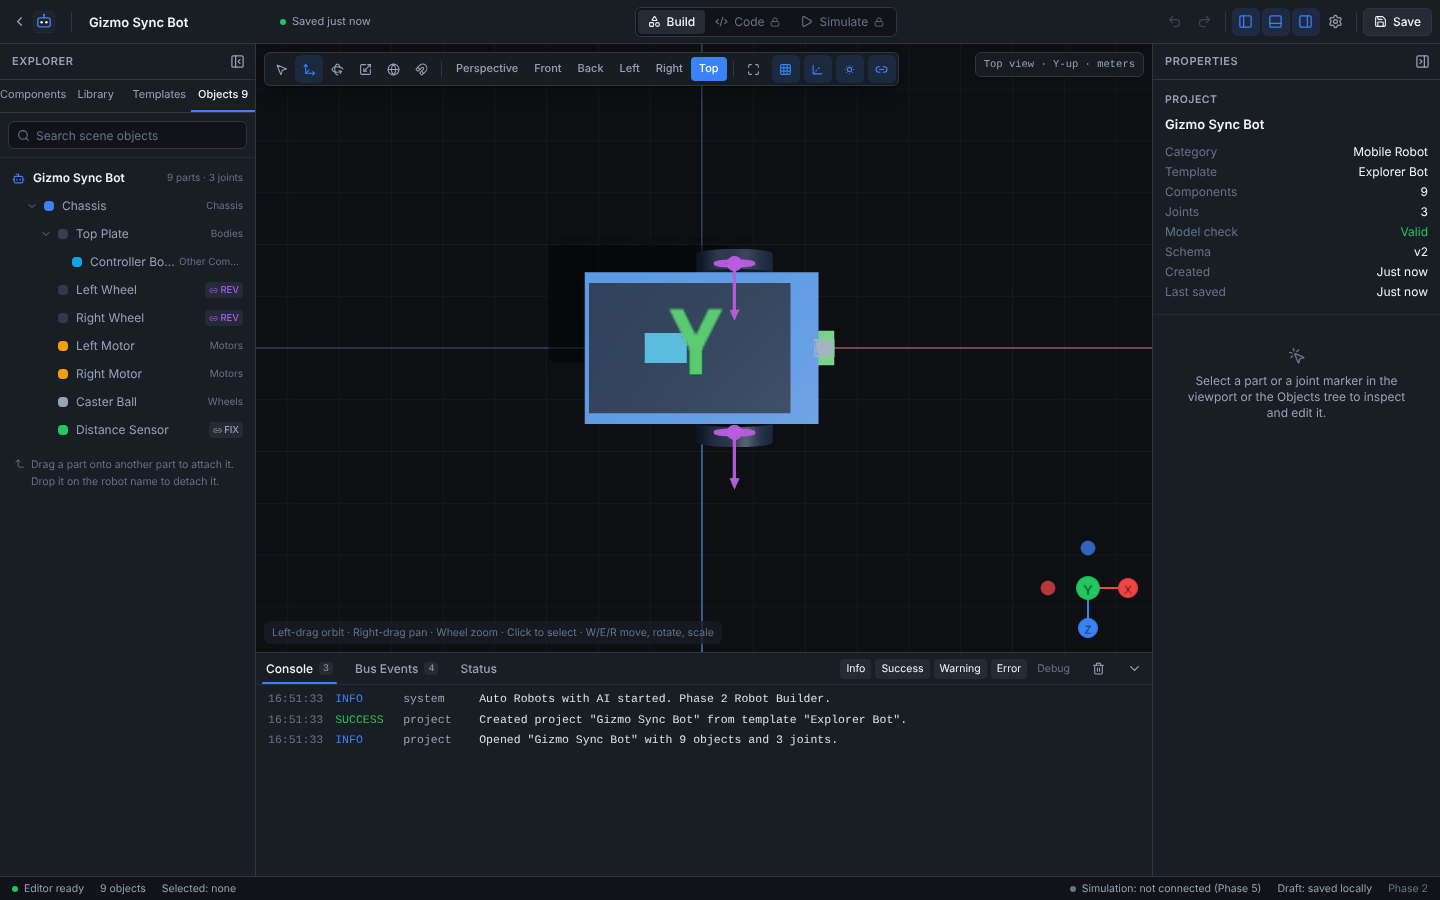 Gizmo Sync Bot
Saved just now
Build
Code
Simulate
Save
EXPLORER
Components Library Templates Objects 9
Search scene objects
Gizmo Sync Bot 9 parts · 3 joints
Chassis Chassis
Top Plate Bodies
Controller Bo... Other Com...
Left Wheel REV
Right Wheel REV
Left Motor Motors
Right Motor Motors
Caster Ball Wheels
Distance Sensor FIX
Drag a part onto another part to attach it.
Drop it on the robot name to detach it.
Perspective Front Back Left Right Top
Top view · Y-up · meters
Y
Y
X
Z
Left-drag orbit · Right-drag pan · Wheel zoom · Click to select · W/E/R move, rotate, scale
PROPERTIES
PROJECT
Gizmo Sync Bot
Category Mobile Robot
Template Explorer Bot
Components 9
Joints 3
Model check Valid
Schema v2
Created Just now
Last saved Just now
Select a part or a joint marker in the
viewport or the Objects tree to inspect
and edit it.
Console 3 Bus Events 4 Status
Info Success Warning Error Debug
16:51:33 INFO system Auto Robots with AI started. Phase 2 Robot Builder.
16:51:33 SUCCESS project Created project "Gizmo Sync Bot" from template "Explorer Bot".
16:51:33 INFO project Opened "Gizmo Sync Bot" with 9 objects and 3 joints.
Editor ready 9 objects Selected: none
Simulation: not connected (Phase 5) Draft: saved locally Phase 2